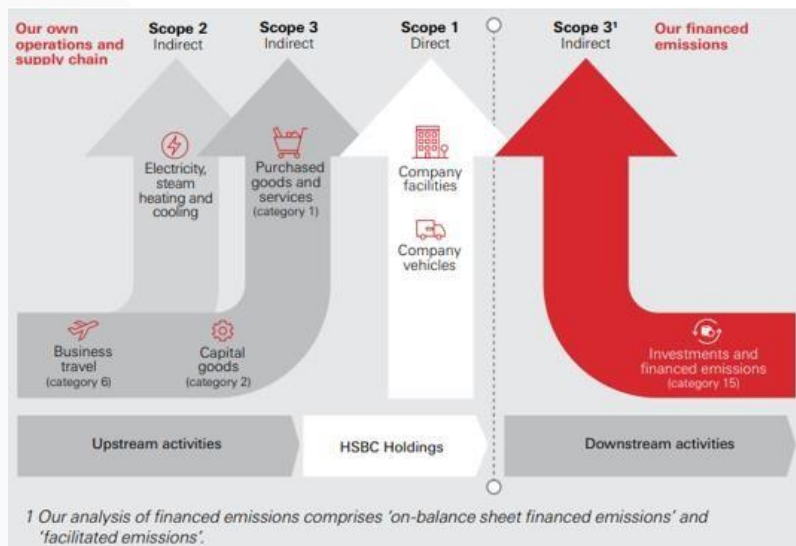 Our own
operations and
supply chain
Scope 2
Indirect
Scope 3
Indirect
Scope 1
Direct
Scope 3¹
Indirect
Our financed
emissions
Electricity,
steam
heating and
cooling
Purchased
goods and
services
(category 1)
Company
facilities
Company
vehicles
Business
travel
(category 6)
Capital
goods
(category 2)
Investments and
financed emissions
(category 15)
Upstream activities
HSBC Holdings
Downstream activities
1 Our analysis of financed emissions comprises ‘on-balance sheet financed emissions’ and
‘facilitated emissions’.